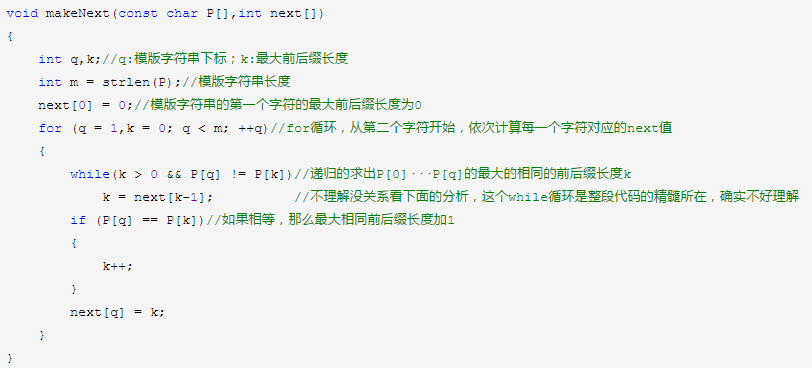 void makeNext(const char P[],int next[])
{
    int q,k;//q:模版字符串下标；k:最大前后缀长度
    int m = strlen(P);//模版字符串长度
    next[0] = 0;//模版字符串的第一个字符的最大前后缀长度为0
    for (q = 1,k = 0; q < m; ++q)//for循环，从第二个字符开始，依次计算每一个字符对应的next值
    {
        while(k > 0 && P[q] != P[k])//递归的求出P[0]···P[q]的最大的相同的前后缀长度k
            k = next[k-1];          //不理解没关系看下面的分析，这个while循环是整段代码的精髓所在，确实不好理解
        if (P[q] == P[k])//如果相等，那么最大相同前后缀长度加1
        {
            k++;
        }
        next[q] = k;
    }
}